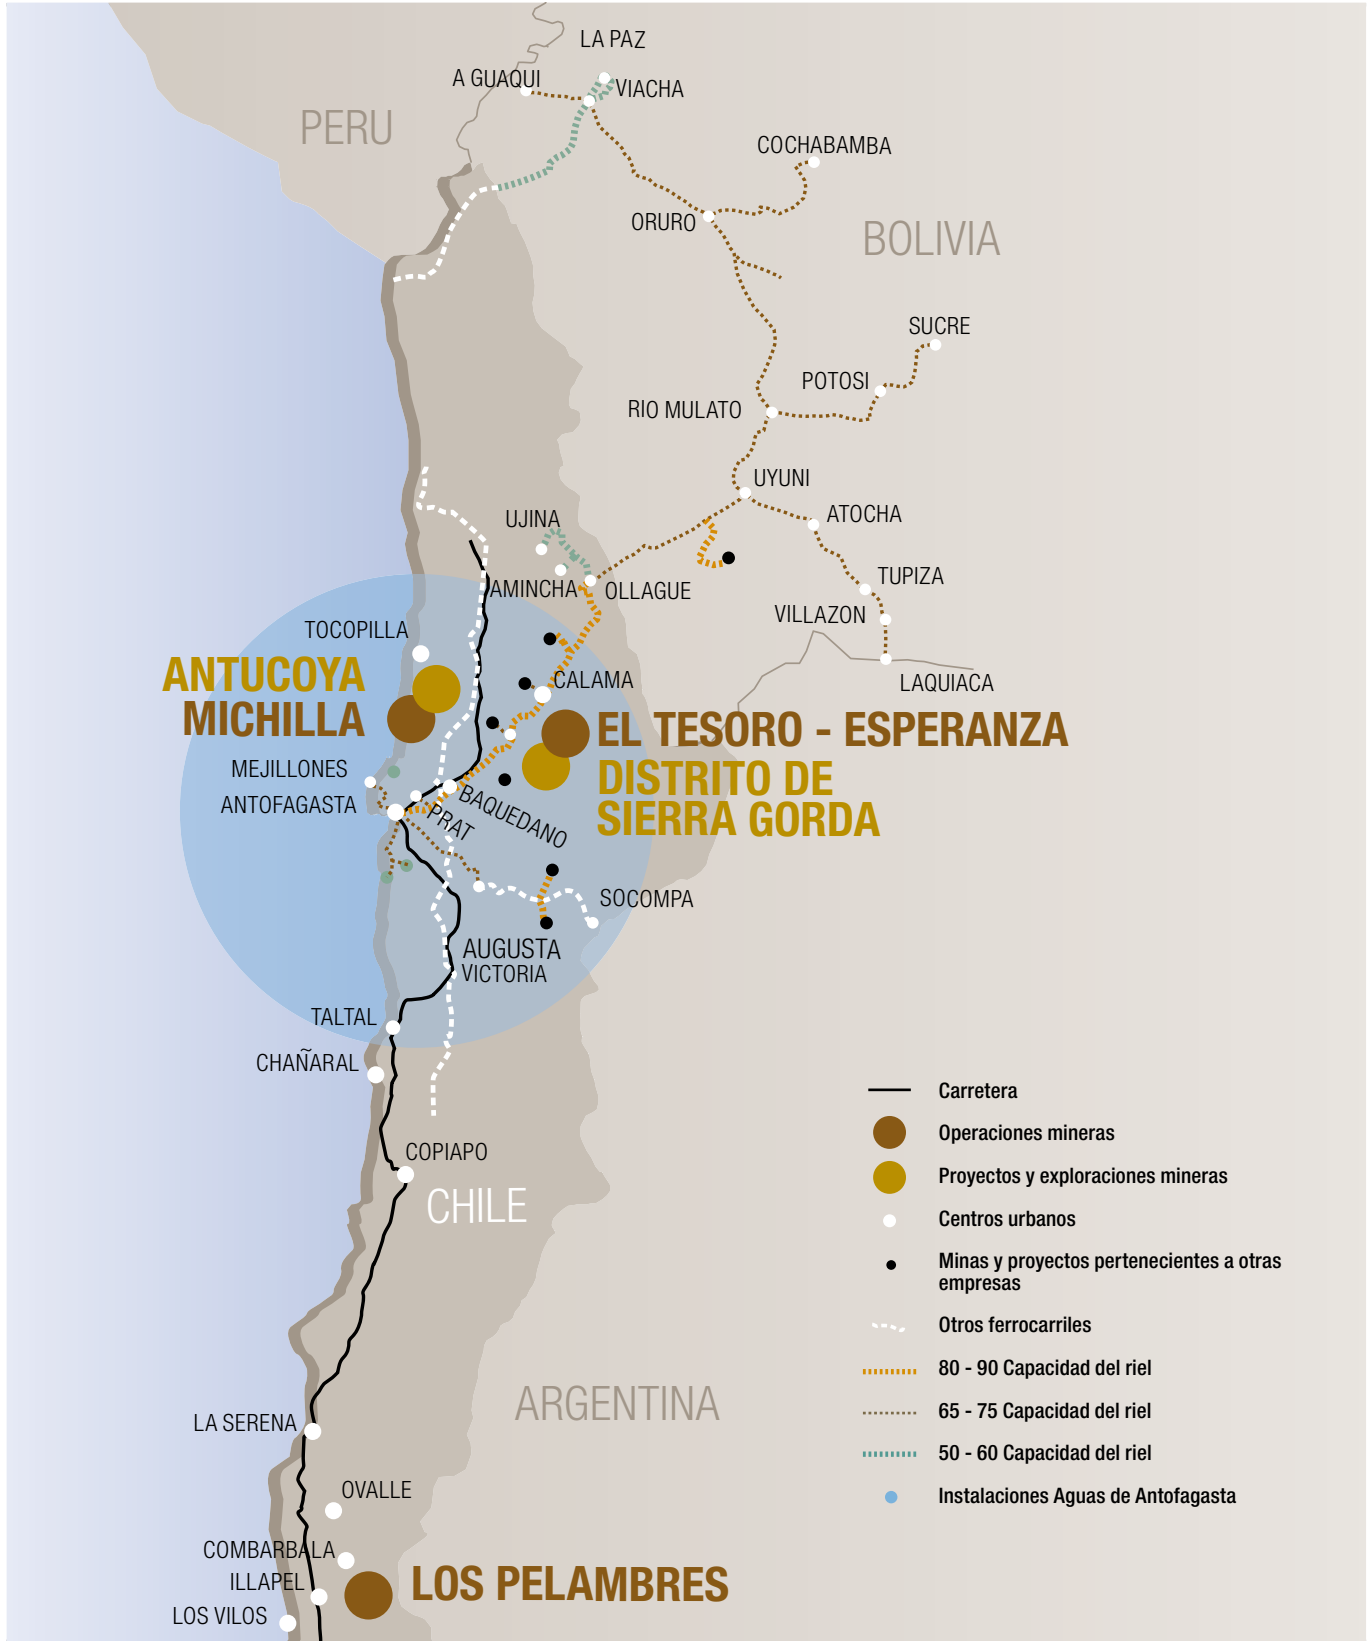 LA PAZ
A GUAQUI
VIACHA
PERU
COCHABAMBA
ORURO
BOLIVIA
SUCRE
POTOSI
RIO MULATO
UYUNI
UJINA
ATOCHA
AMINCHA
OLLAGUE
TUPIZA
VILLAZON
TOCOPILLA
LAQUIACA
CALAMA
ANTUCOYA
MICHILLA
EL TESORO - ESPERANZA
DISTRITO DE
SIERRA GORDA
MEJILLONES
ANTOFAGASTA
BAQUEDANO
PRAT
SOCOMPA
AUGUSTA
VICTORIA
TALTAL
CHAÑARAL
COPIAPO
CHILE
ARGENTINA
LA SERENA
OVALLE
COMBARBALA
ILLAPEL
LOS VILOS
LOS PELAMBRES
Carretera
Operaciones mineras
Proyectos y exploraciones mineras
Centros urbanos
Minas y proyectos pertenecientes a otras
empresas
Otros ferrocarriles
80 - 90 Capacidad del riel
65 - 75 Capacidad del riel
50 - 60 Capacidad del riel
Instalaciones Aguas de Antofagasta